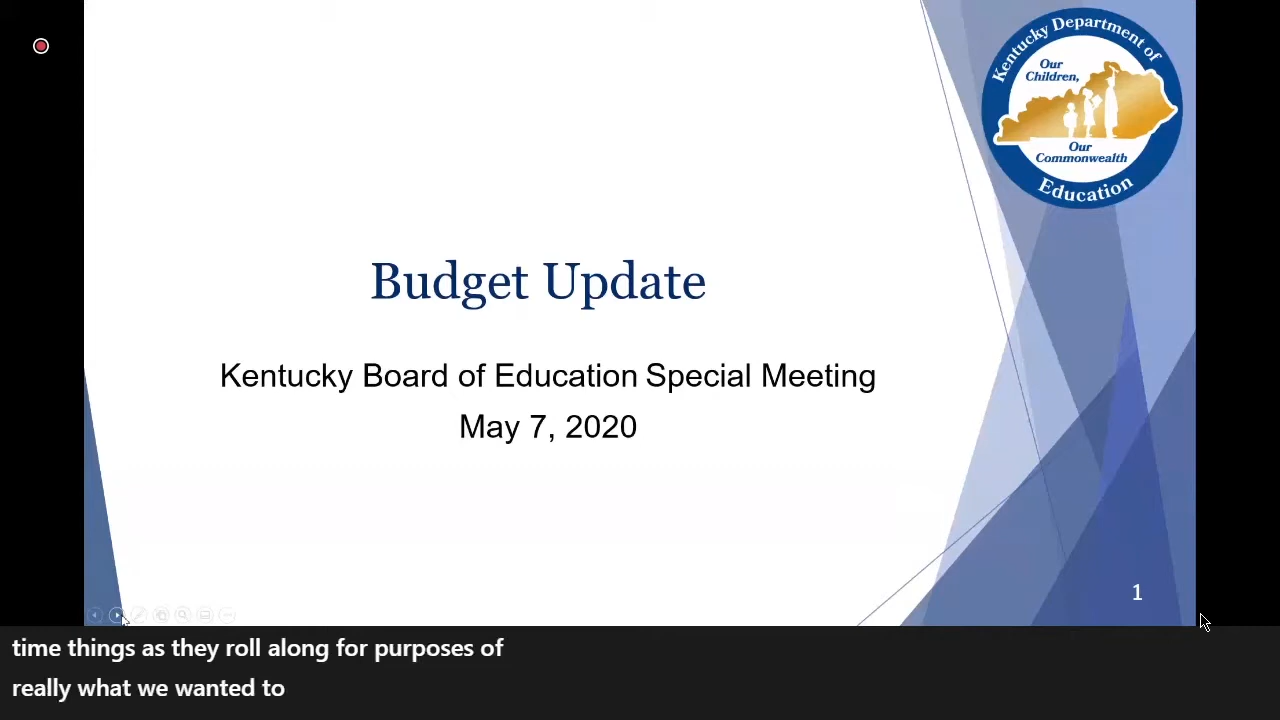 Kentucky Department of
Our
Children,
Our
Commonwealth
Education
Budget Update
Kentucky Board of Education Special Meeting
May 7, 2020
1
time things as they roll along for purposes of
really what we wanted to